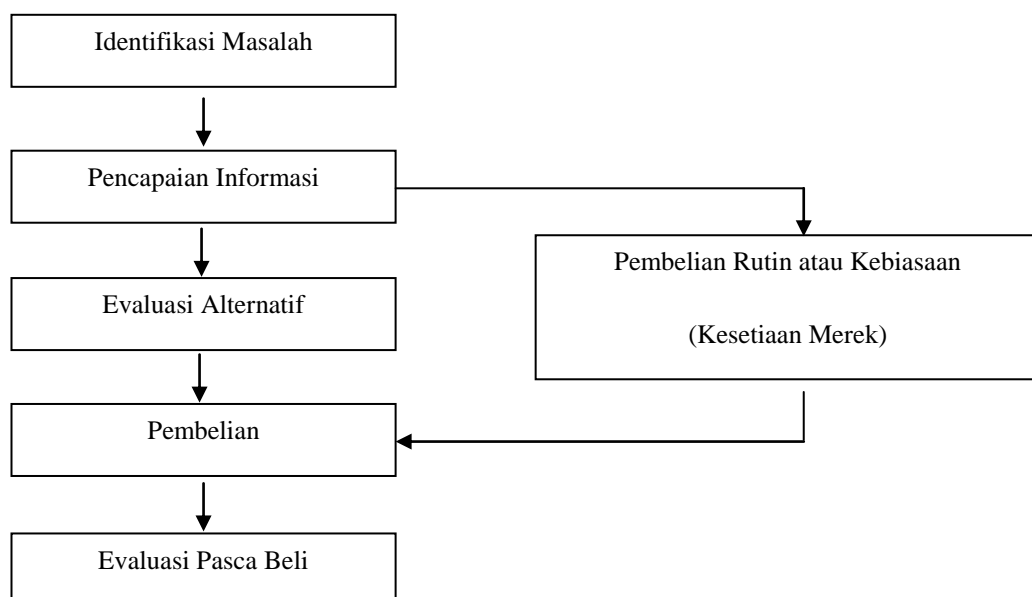 Identifikasi Masalah
Pencapaian Informasi
Pembelian Rutin atau Kebiasaan
(Kesetiaan Merek)
Evaluasi Alternatif
Pembelian
Evaluasi Pasca Beli